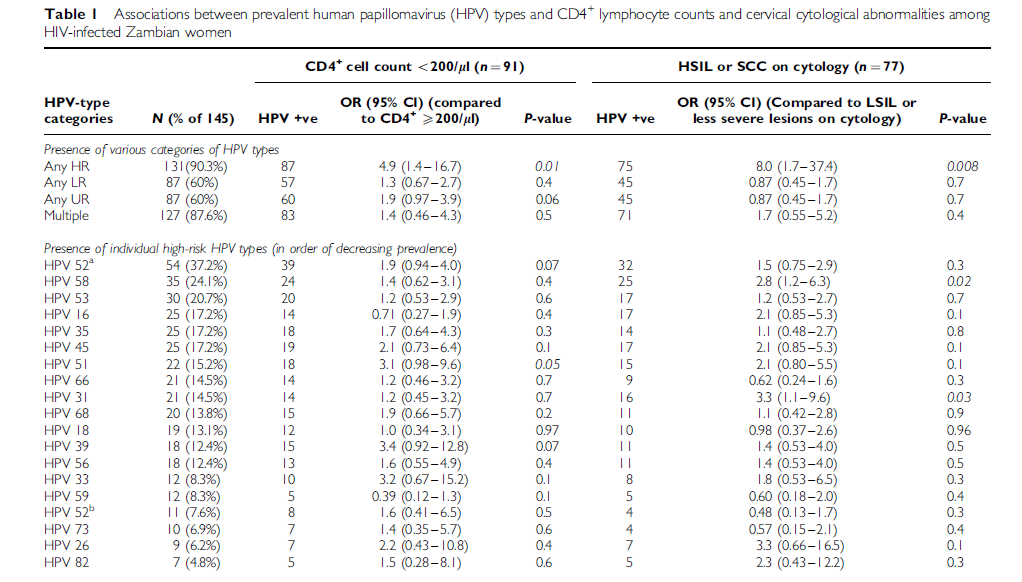 Table 1 Associations between prevalent human papillomavirus (HPV) types and CD4+ lymphocyte counts and cervical cytological abnormalities among
HIV-infected Zambian women
CD4+ cell count <200/μl (n=91) HSIL or SCC on cytology (n=77)
HPV-type OR (95% CI) (compared OR (95% CI) (Compared to LSIL or
categories N (% of 145) HPV +ve to CD4+ ⩾200/μl) P-value HPV +ve less severe lesions on cytology) P-value
Presence of various categories of HPV types
Any HR 131(90.3%) 87 4.9 (1.4–16.7) 0.01 75 8.0 (1.7–37.4) 0.008
Any LR 87 (60%) 57 1.3 (0.67–2.7) 0.4 45 0.87 (0.45–1.7) 0.7
Any UR 87 (60%) 60 1.9 (0.97–3.9) 0.06 45 0.87 (0.45–1.7) 0.7
Multiple 127 (87.6%) 83 1.4 (0.46–4.3) 0.5 71 1.7 (0.55–5.2) 0.4
Presence of individual high-risk HPV types (in order of decreasing prevalence)
HPV 52a 54 (37.2%) 39 1.9 (0.94–4.0) 0.07 32 1.5 (0.75–2.9) 0.3
HPV 58 35 (24.1%) 24 1.4 (0.62–3.1) 0.4 25 2.8 (1.2–6.3) 0.02
HPV 53 30 (20.7%) 20 1.2 (0.53–2.9) 0.6 17 1.2 (0.53–2.7) 0.7
HPV 16 25 (17.2%) 14 0.71 (0.27–1.9) 0.4 17 2.1 (0.85–5.3) 0.1
HPV 35 25 (17.2%) 18 1.7 (0.64–4.3) 0.3 14 1.1 (0.48–2.7) 0.8
HPV 45 25 (17.2%) 19 2.1 (0.73–6.4) 0.1 17 2.1 (0.85–5.3) 0.1
HPV 51 22 (15.2%) 18 3.1 (0.98–9.6) 0.05 15 2.1 (0.80–5.5) 0.1
HPV 66 21 (14.5%) 14 1.2 (0.46–3.2) 0.7 9 0.62 (0.24–1.6) 0.3
HPV 31 21 (14.5%) 14 1.2 (0.45–3.2) 0.7 16 3.3 (1.1–9.6) 0.03
HPV 68 20 (13.8%) 15 1.9 (0.66–5.7) 0.2 11 1.1 (0.42–2.8) 0.9
HPV 18 19 (13.1%) 12 1.0 (0.34–3.1) 0.97 10 0.98 (0.37–2.6) 0.96
HPV 39 18 (12.4%) 15 3.4 (0.92–12.8) 0.07 11 1.4 (0.53–4.0) 0.5
HPV 56 18 (12.4%) 13 1.6 (0.55–4.9) 0.4 11 1.4 (0.53–4.0) 0.5
HPV 33 12 (8.3%) 10 3.2 (0.67–15.2) 0.1 8 1.8 (0.53–6.5) 0.3
HPV 59 12 (8.3%) 5 0.39 (0.12–1.3) 0.1 5 0.60 (0.18–2.0) 0.4
HPV 52b 11 (7.6%) 8 1.6 (0.41–6.5) 0.5 4 0.48 (0.13–1.7) 0.3
HPV 73 10 (6.9%) 7 1.4 (0.35–5.7) 0.6 4 0.57 (0.15–2.1) 0.4
HPV 26 9 (6.2%) 7 2.2 (0.43–10.8) 0.4 7 3.3 (0.66–16.5) 0.1
HPV 82 7 (4.8%) 5 1.5 (0.28–8.1) 0.6 5 2.3 (0.43–12.2) 0.3